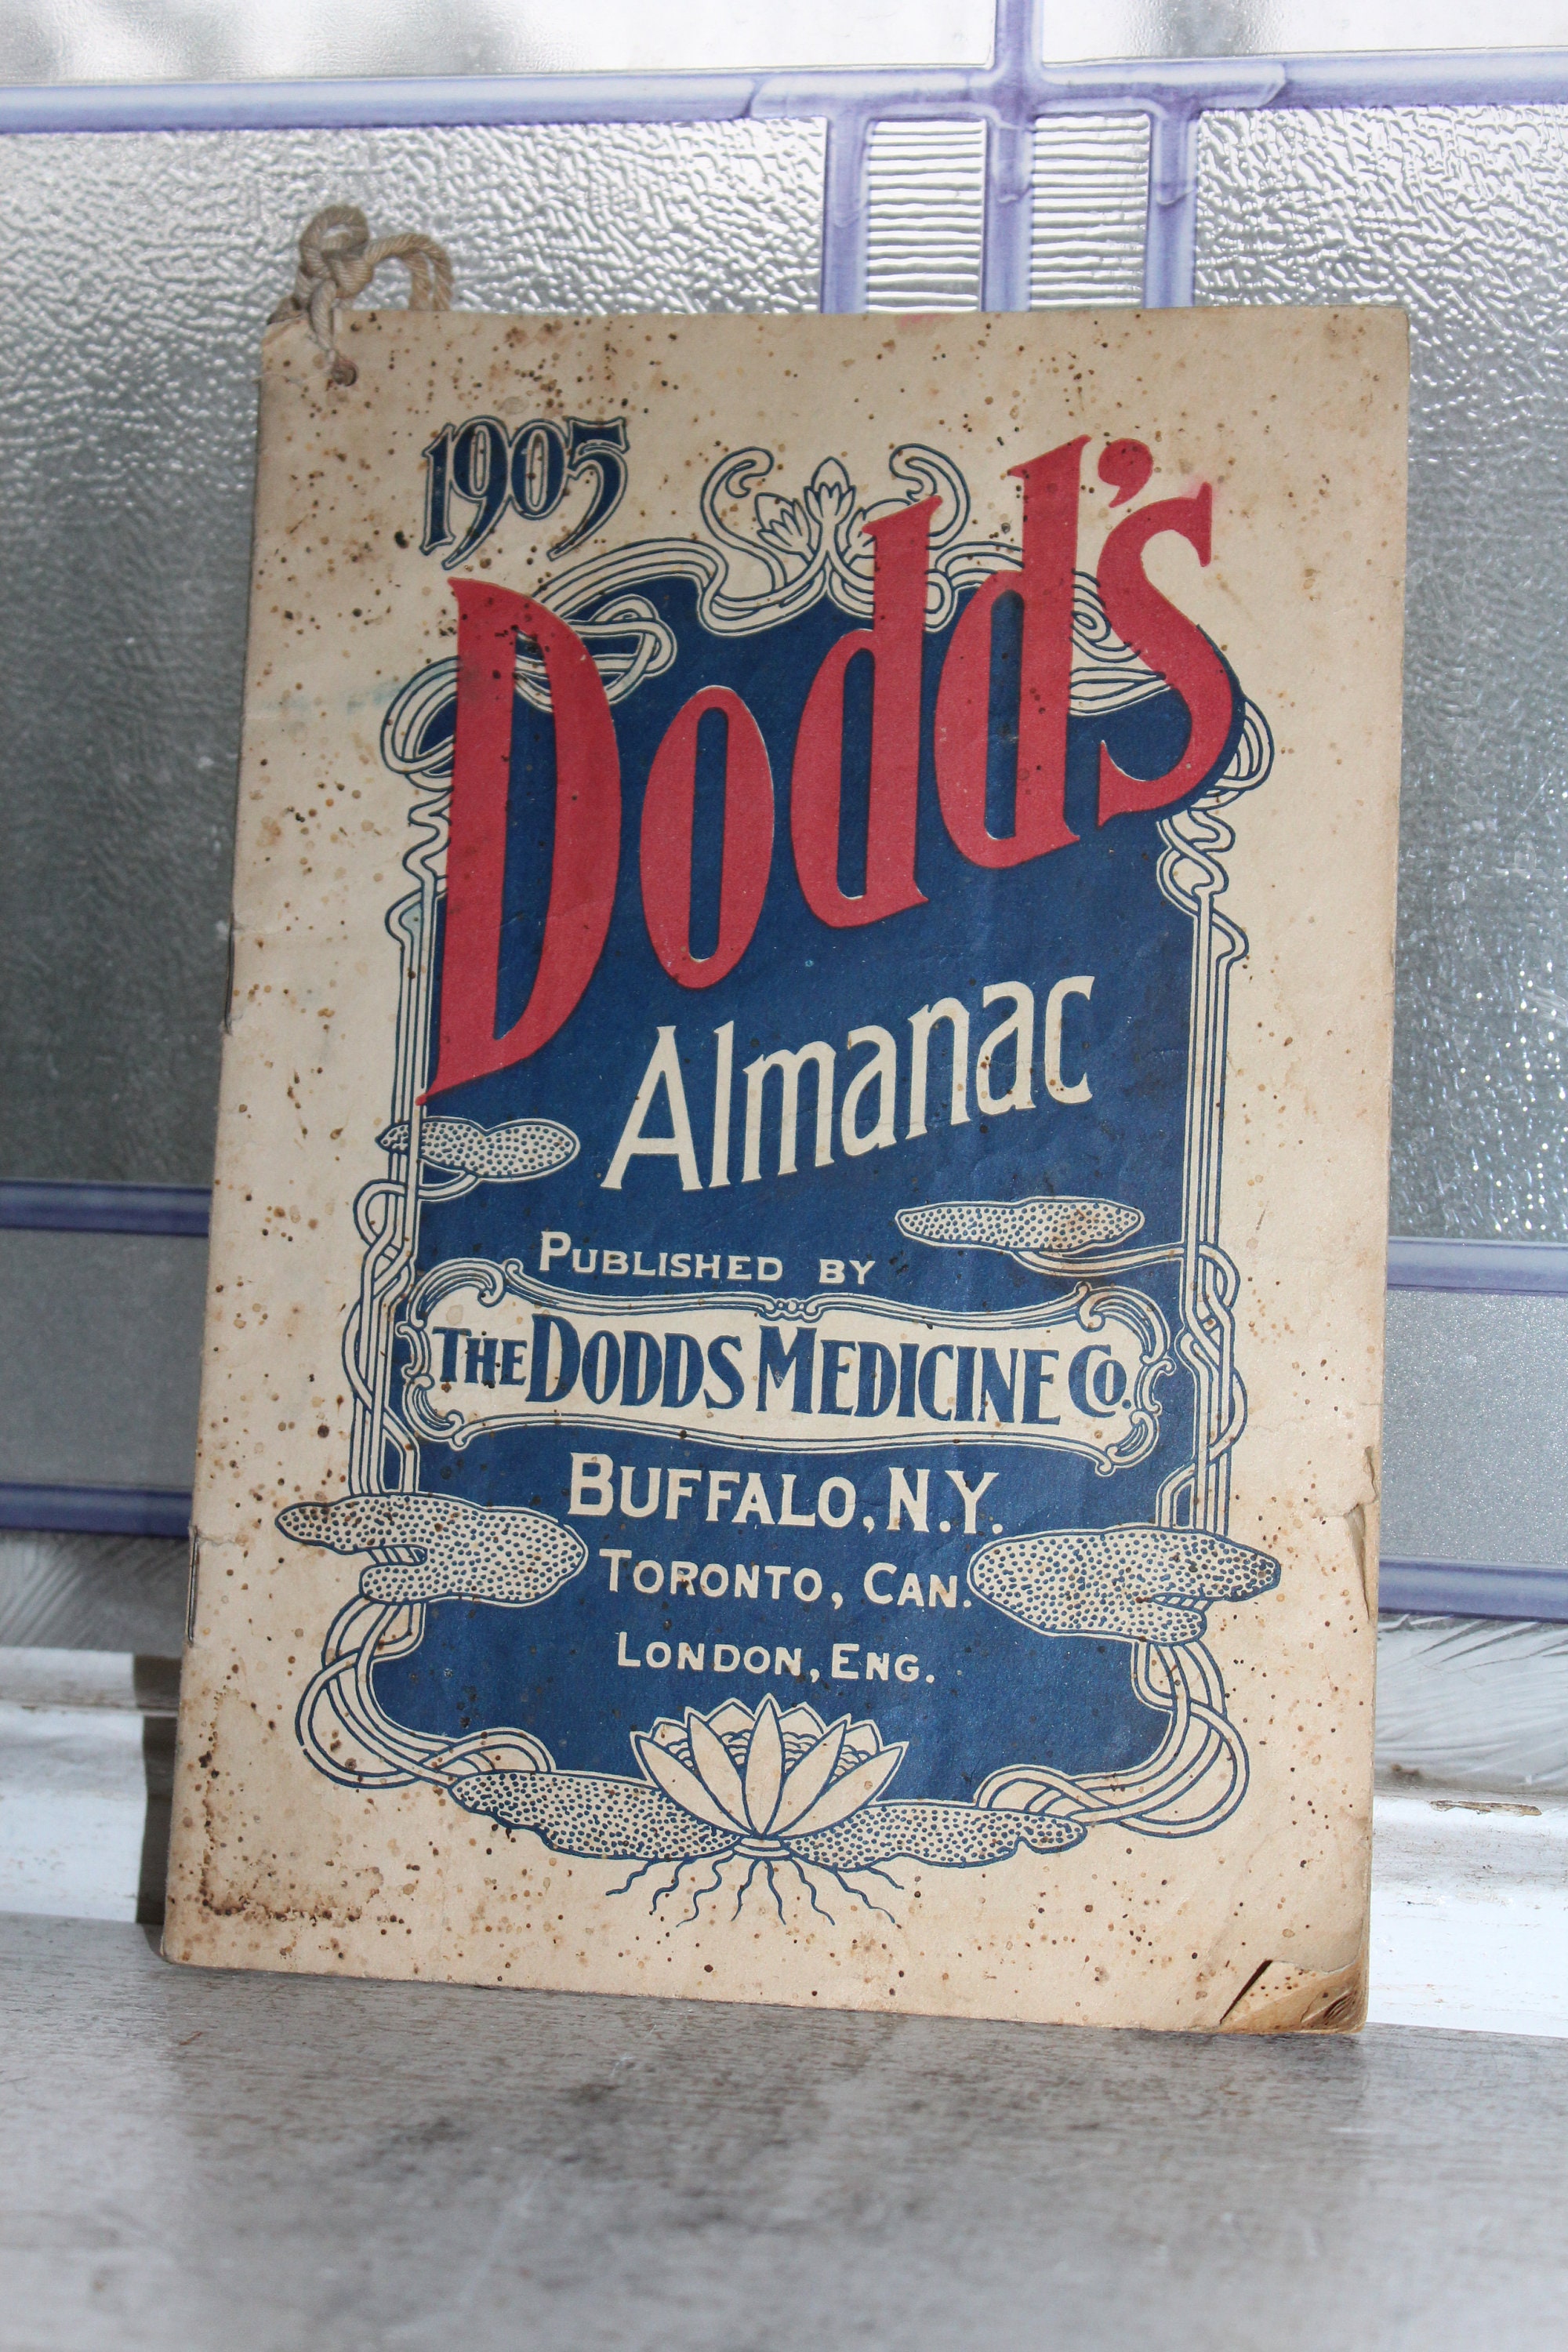 1905
Dodd's
Almanac
PUBLISHED BY
THE DODDS MEDICINE CO.
BUFFALO, N.Y.
TORONTO, CAN.
LONDON, ENG.